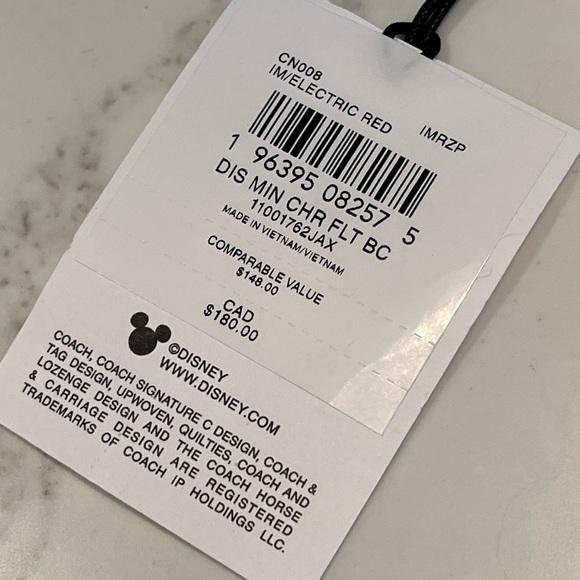 CN008
IM/ELECTRIC RED IMRZP
1 96395 08257 5
DIS MIN CHR FLT BC
11001762JAX
MADE IN VIETNAM/VIETNAM
COMPARABLE VALUE
$148.00
CAD
$180.00
©DISNEY
WWW.DISNEY.COM
COACH, COACH SIGNATURE C DESIGN, COACH &
TAG DESIGN, UPWOVEN, QUILTIES, COACH AND
LOZENGE DESIGN AND THE COACH HORSE
& CARRIAGE DESIGN ARE REGISTERED
TRADEMARKS OF COACH IP HOLDINGS LLC.